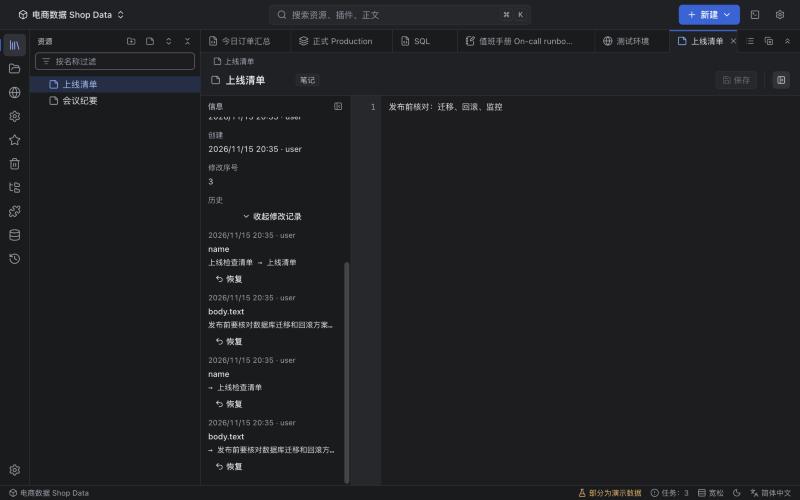 电商数据 Shop Data
搜索资源、插件、正文
⌘ K
+ 新建
资源
按名称过滤
上线清单
会议纪要
今日订单汇总
正式 Production
SQL
值班手册 On-call runbo...
测试环境
上线清单
上线清单
上线清单
笔记
保存
信息
2026/11/15 20:35 · user
创建
2026/11/15 20:35 · user
修改序号
3
历史
收起修改记录
2026/11/15 20:35 · user
name
上线检查清单 → 上线清单
恢复
2026/11/15 20:35 · user
body.text
发布前要核对数据库迁移和回滚方案...
恢复
2026/11/15 20:35 · user
name
→ 上线检查清单
恢复
2026/11/15 20:35 · user
body.text
→ 发布前要核对数据库迁移和回滚方...
恢复
1
发布前核对：迁移、回滚、监控
电商数据 Shop Data
部分为演示数据
任务：3
宽松
简体中文